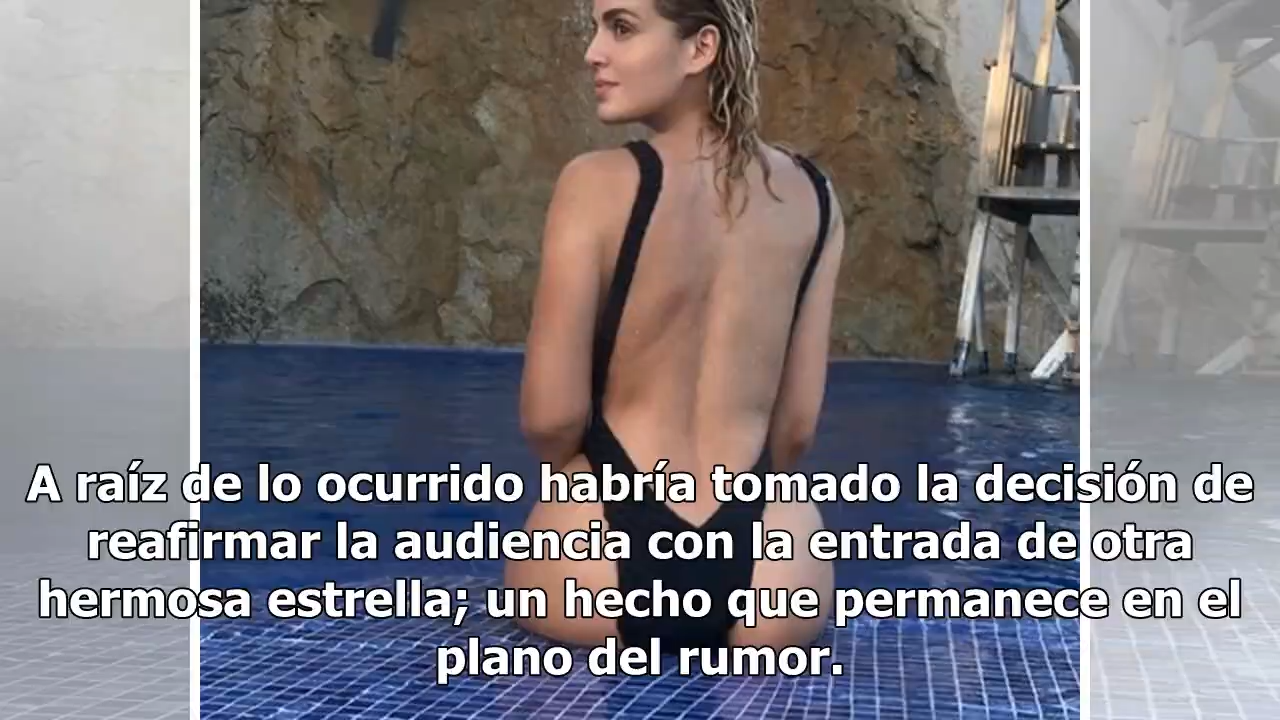 A raíz de lo ocurrido habría tomado la decisión de
reafirmar la audiencia con la entrada de otra
hermosa estrella; un hecho que permanece en el
plano del rumor.